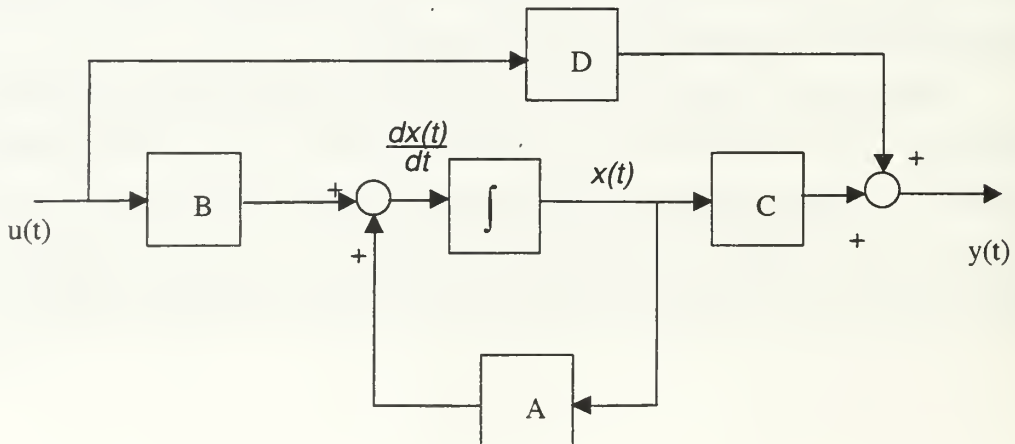 D
dx(t)
dt
x(t)
+
B
+
∫
C
u(t)
+
+
y(t)
A